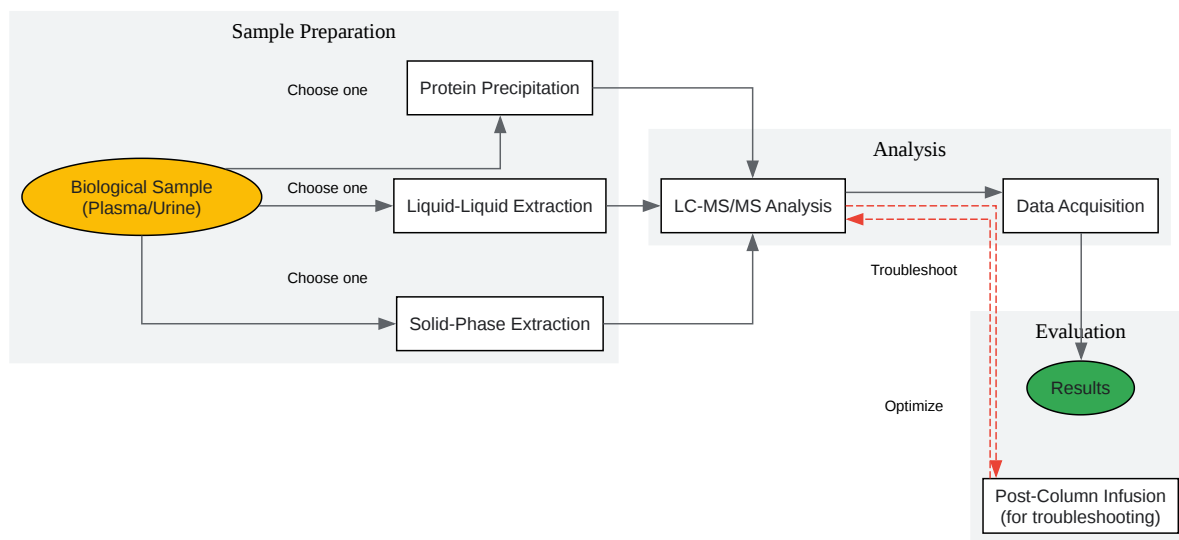 Sample Preparation
Choose one
Protein Precipitation
Biological Sample
(Plasma/Urine)
Choose one
Liquid-Liquid Extraction
Choose one
Solid-Phase Extraction
Analysis
LC-MS/MS Analysis
Data Acquisition
Troubleshoot
Optimize
Evaluation
Results
Post-Column Infusion
(for troubleshooting)